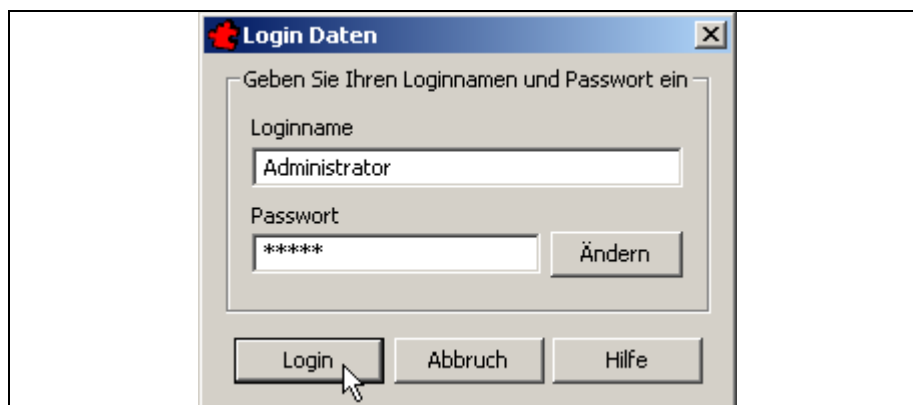 Login Daten
Geben Sie Ihren Loginnamen und Passwort ein
Loginname
Administrator
Passwort
*****
Ändern
Login
Abbruch
Hilfe